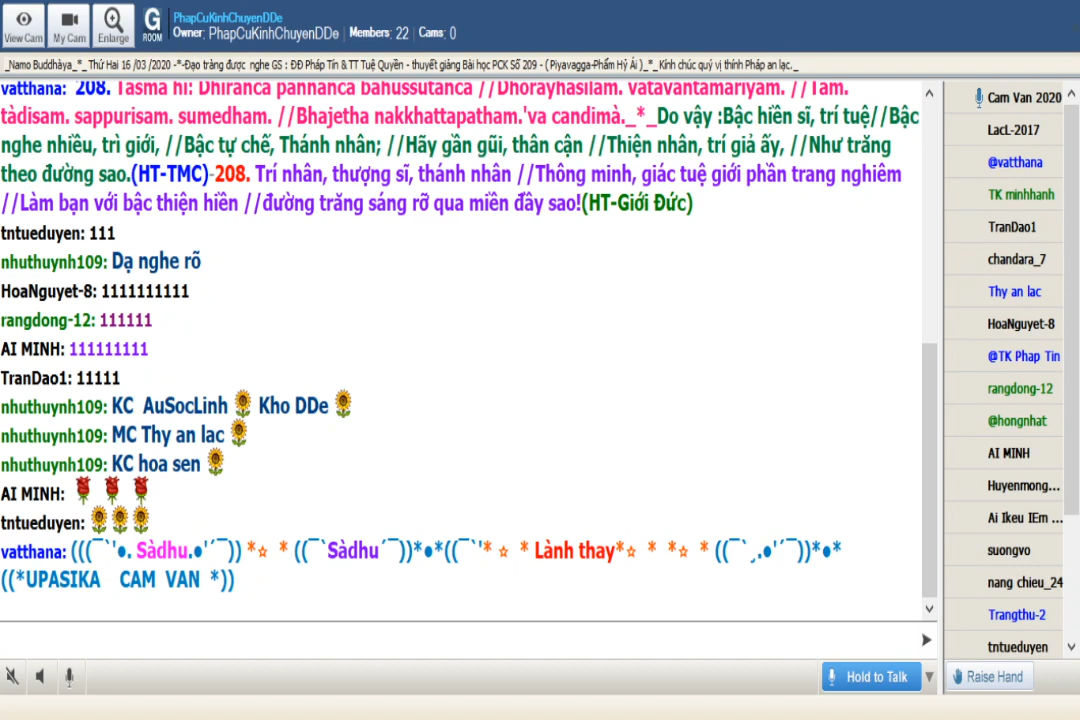 PhapCuKinhChuyenDDe
Owner: PhapCuKinhChuyenDDe | Members: 22 | Cams: 0
View Cam
My Cam
Enlarge
G
ROOM
_Namo Buddhàya_*_ Thứ Hai 16 /03 /2020 -*-Đạo tràng được nghe GS : ĐĐ Pháp Tín & TT Tuệ Quyền - thuyết giảng Bài học PCK Số 209 - ( Piyavagga-Phẩm Hỷ Ái )_*_ Kính chúc quý vị thính Pháp an lạc._
vatthana: 208. Tasmà hi: Dhiranca pannanca bahussutanca //Dhorayhasilam. vatavantamariyam. //Tam.
tàdisam. sappurisam. sumedham. //Bhajetha nakkhattapatham.'va candimà._*_Do vậy :Bậc hiền sĩ, trí tuệ//Bậc
nghe nhiều, trì giới, //Bậc tự chế, Thánh nhân; //Hãy gần gũi, thân cận //Thiện nhân, trí giả ấy, //Như trăng
theo đường sao.(HT-TMC)-208. Trí nhân, thượng sĩ, thánh nhân //Thông minh, giác tuệ giới phần trang nghiêm
//Làm bạn với bậc thiện hiền //đường trăng sáng rỡ qua miền đầy sao!(HT-Giới Đức)
tntueduyen: 111
nhuthuynh109: Dạ nghe rõ
HoaNguyet-8: 1111111111
rangdong-12: 111111
AI MINH: 111111111
TranDao1: 11111
nhuthuynh109: KC AuSocLinh 🌻 Kho DDe 🌻
nhuthuynh109: MC Thy an lac 🌻
nhuthuynh109: KC hoa sen 🌻
AI MINH: 🌹 🌹 🌹
tntueduyen: 🌻🌻🌻
vatthana: (((¯`'●. Sàdhu.●'´¯)) *☆ * ((¯`Sàdhu´¯))*●*((¯`'* ☆ * Lành thay*☆ * *☆ * ((¯`¸.●'´¯))*●*
((*UPASIKA CAM VAN *))
Hold to Talk
Cam Van 2020
LacL-2017
@vatthana
TK minhhanh
TranDao1
chandara_7
Thy an lac
HoaNguyet-8
@TK Phap Tin
rangdong-12
@hongnhat
AI MINH
Huyenmong...
Ai Ikeu IEm ...
suongvo
nang chieu_24
Trangthu-2
tntueduyen
Raise Hand